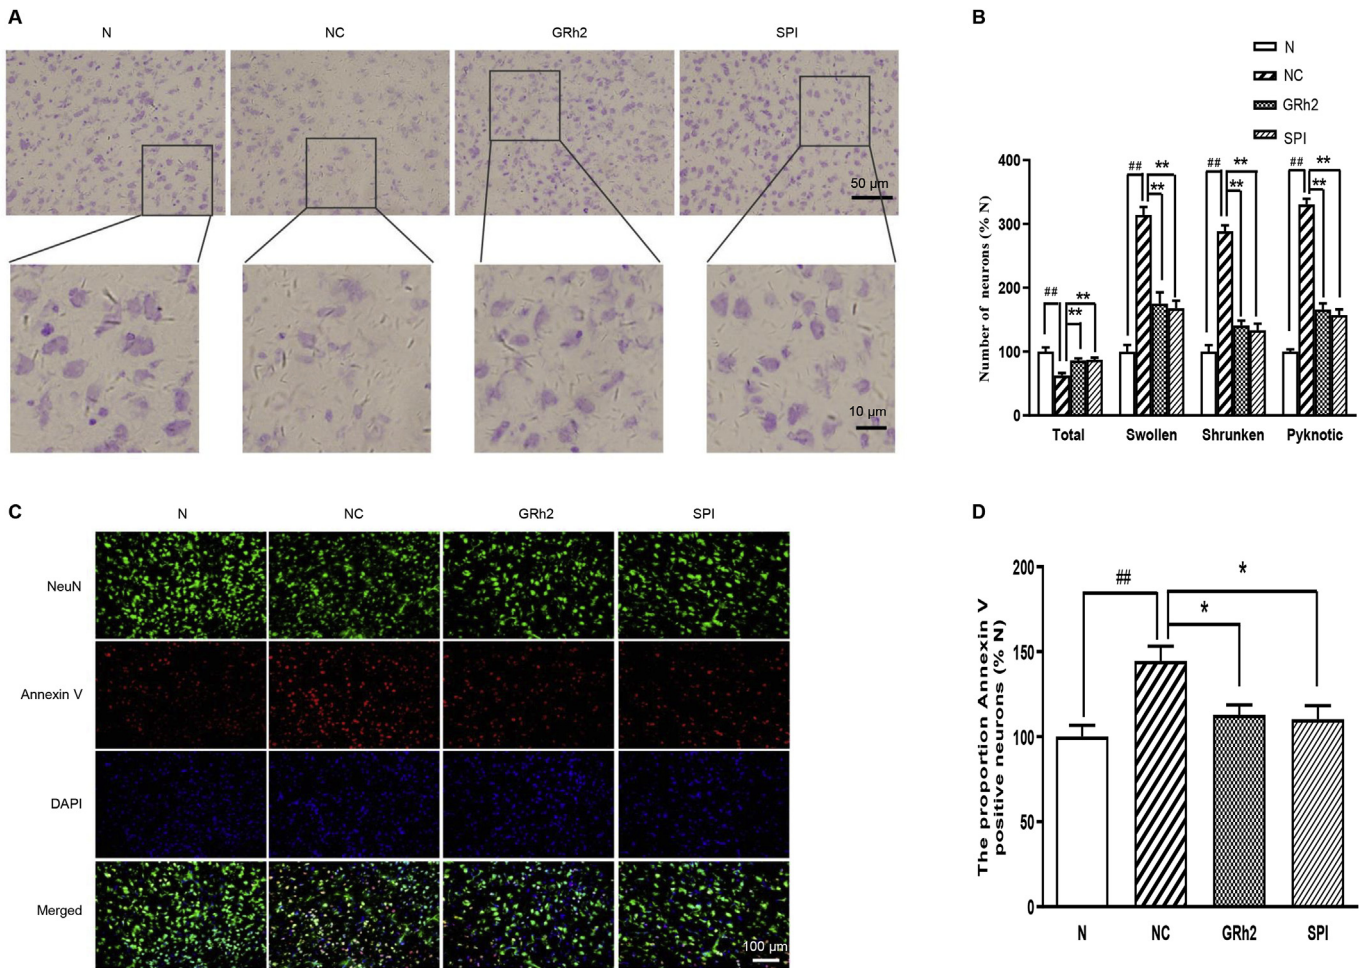 A
N NC GRh2 SPI
50 µm
10 µm
B
N
NC
GRh2
SPI
Number of neurons (% N)
400
300
200
100
0
## ** **
## ** **
## ** **
## ** **
Total Swollen Shrunken Pyknotic
C
N NC GRh2 SPI
NeuN
Annexin V
DAPI
Merged
100 µm
D
The proportion Annexin V
positive neurons (% N)
200
150
100
50
0
## * *
N NC GRh2 SPI